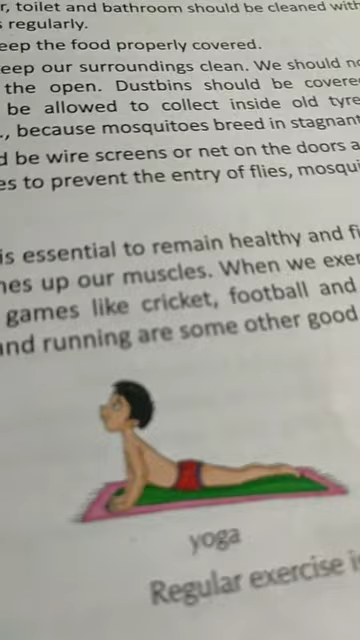 r, toilet and bathroom should be cleaned with
regularly.
eep the food properly covered.
eep our surroundings clean. We should no
the open. Dustbins should be covere
be allowed to collect inside old tyre
., because mosquitoes breed in stagnant
d be wire screens or net on the doors a
es to prevent the entry of flies, mosqui
is essential to remain healthy and fi
nes up our muscles. When we exer
games like cricket, football and
and running are some other good
yoga
Regular exercise i